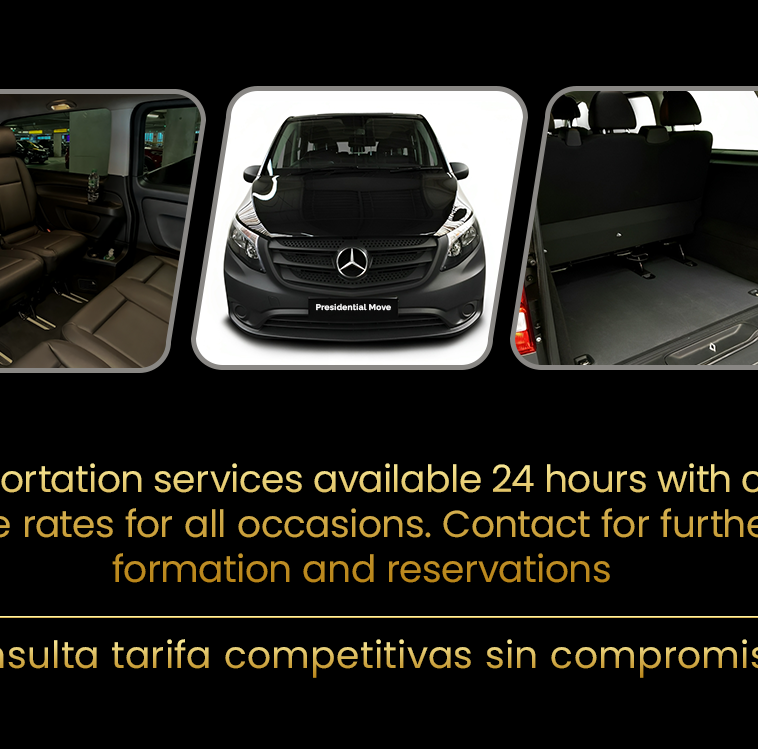 Presidential Move
ortation services available 24 hours with
rates for all occasions. Contact for furthe
formation and reservations
nsulta tarifa competitivas sin compromis